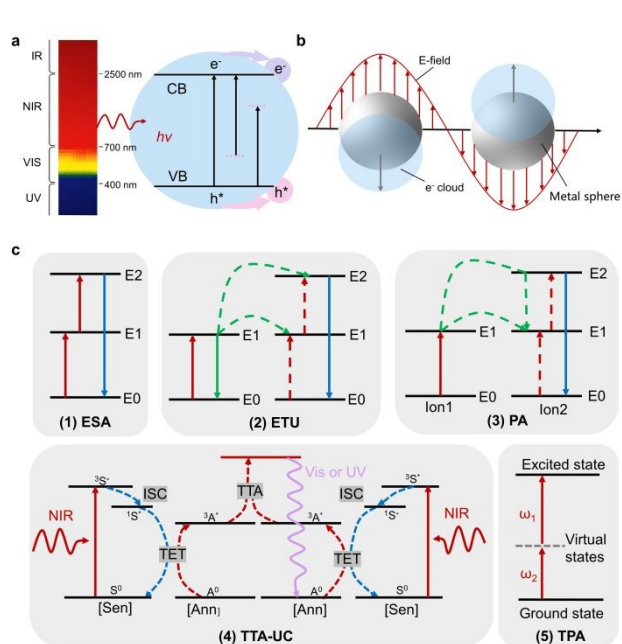 a
IR
NIR
VIS
UV
2500 nm
700 nm
400 nm
hv
e⁻
CB
VB
h*
e⁻
h*
b
E-field
e⁻ cloud
Metal sphere
c
E2
E1
E0
(1) ESA
E2
E1
E1
E0
E0
(2) ETU
E2
E1
E1
E0
E0
Ion1
Ion2
(3) PA
NIR
³S*
ISC
¹S*
TET
S⁰
[Sen]
³A*
A⁰
[Ann]
TTA
Vis or UV
³A*
A⁰
[Ann]
TET
ISC
³S*
¹S*
S⁰
[Sen]
NIR
(4) TTA-UC
Excited state
ω₁
Virtual
states
ω₂
Ground state
(5) TPA